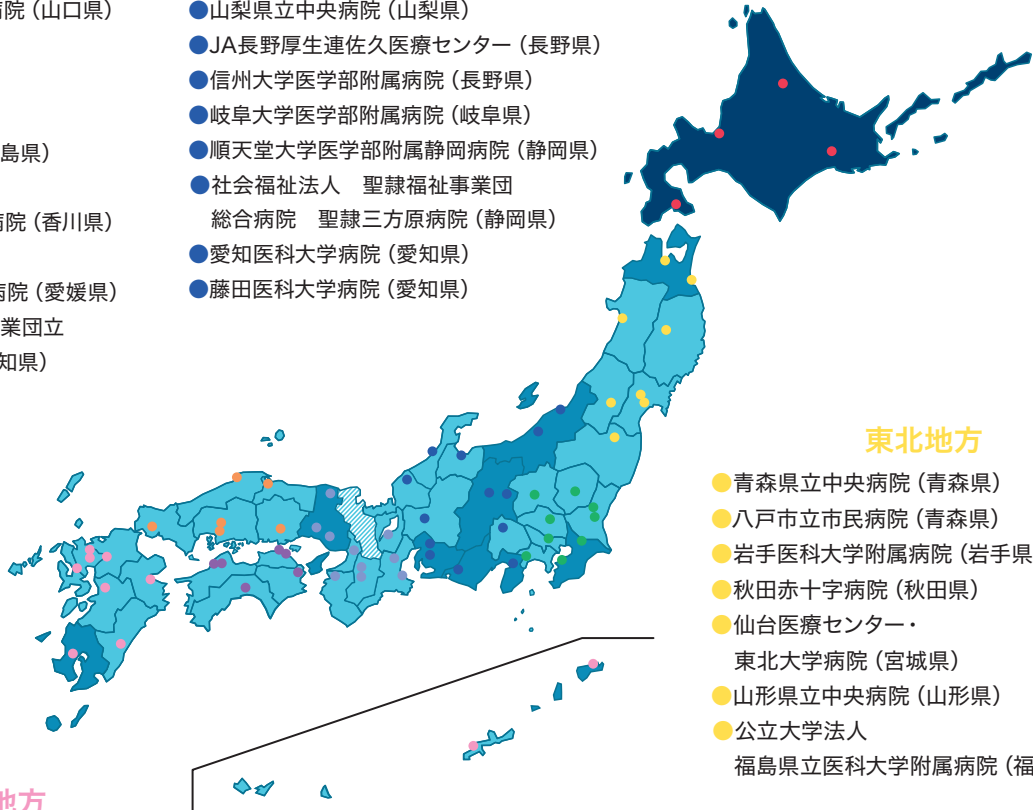 病院（山口県）
島県）
病院（香川県）
病院（愛媛県）
業団立
知県）
●山梨県立中央病院（山梨県）
●JA長野厚生連佐久医療センター（長野県）
●信州大学医学部附属病院（長野県）
●岐阜大学医学部附属病院（岐阜県）
●順天堂大学医学部附属静岡病院（静岡県）
●社会福祉法人　聖隷福祉事業団
総合病院　聖隷三方原病院（静岡県）
●愛知医科大学病院（愛知県）
●藤田医科大学病院（愛知県）
東北地方
●青森県立中央病院（青森県）
●八戸市立市民病院（青森県）
●岩手医科大学附属病院（岩手県
●秋田赤十字病院（秋田県）
●仙台医療センター・
東北大学病院（宮城県）
●山形県立中央病院（山形県）
●公立大学法人
福島県立医科大学附属病院（福
地方